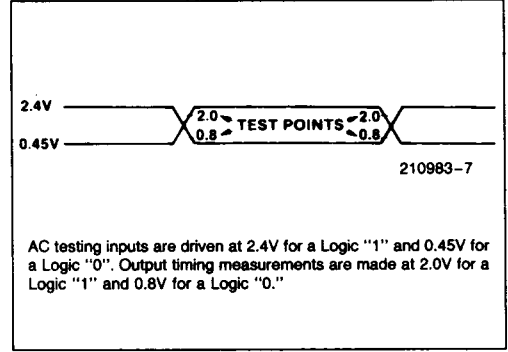 2.4V
2.0 TEST POINTS 2.0
0.8 0.8
0.45V
210983-7
AC testing inputs are driven at 2.4V for a Logic "1" and 0.45V for
a Logic "0". Output timing measurements are made at 2.0V for a
Logic "1" and 0.8V for a Logic "0."